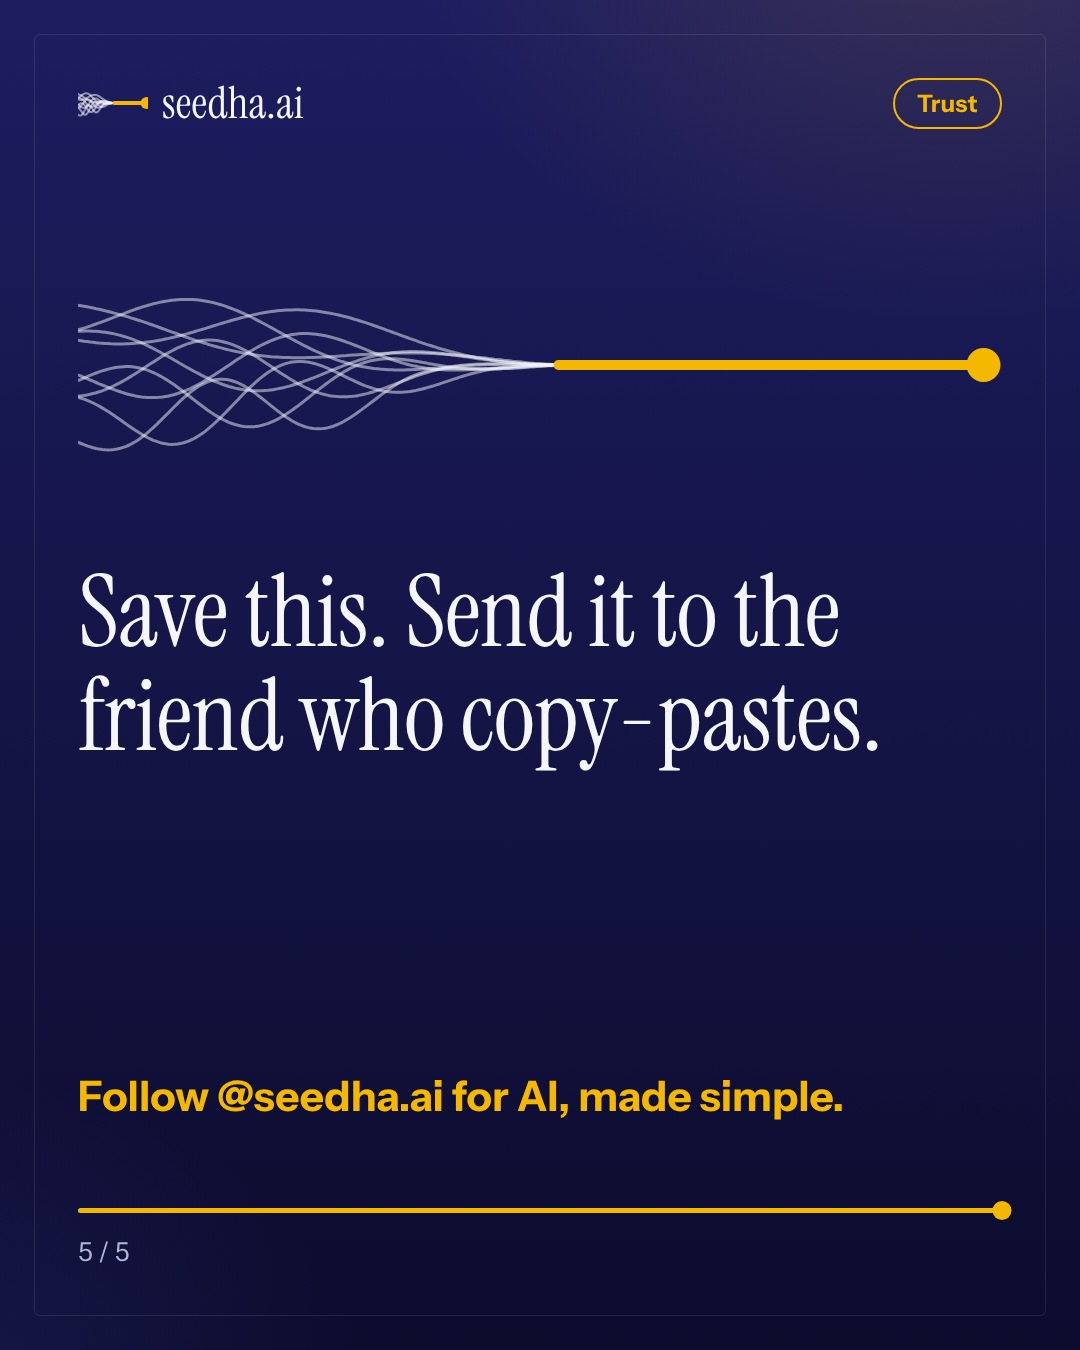 seedha.ai
Trust
Save this. Send it to the
friend who copy-pastes.
Follow @seedha.ai for AI, made simple.
5 / 5